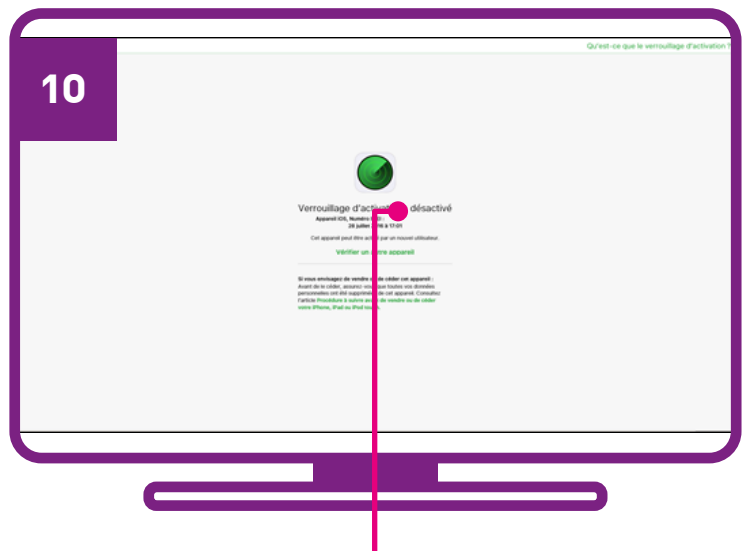 Qu'est-ce que le verrouillage d'activation ?
10
Verrouillage d'activat désactivé
Appareil iOS, Numéro :
28 juillet 16 à 17:01
Cet appareil peut être activé par un nouvel utilisateur.
Vérifier un autre appareil
Si vous envisagez de vendre ou de céder cet appareil :
Avant de le céder, assurez-vous que toutes vos données
personnelles ont été supprimées de cet appareil. Consultez
l'article Procédure à suivre avant de vendre ou de céder
votre iPhone, iPad ou iPod touch.